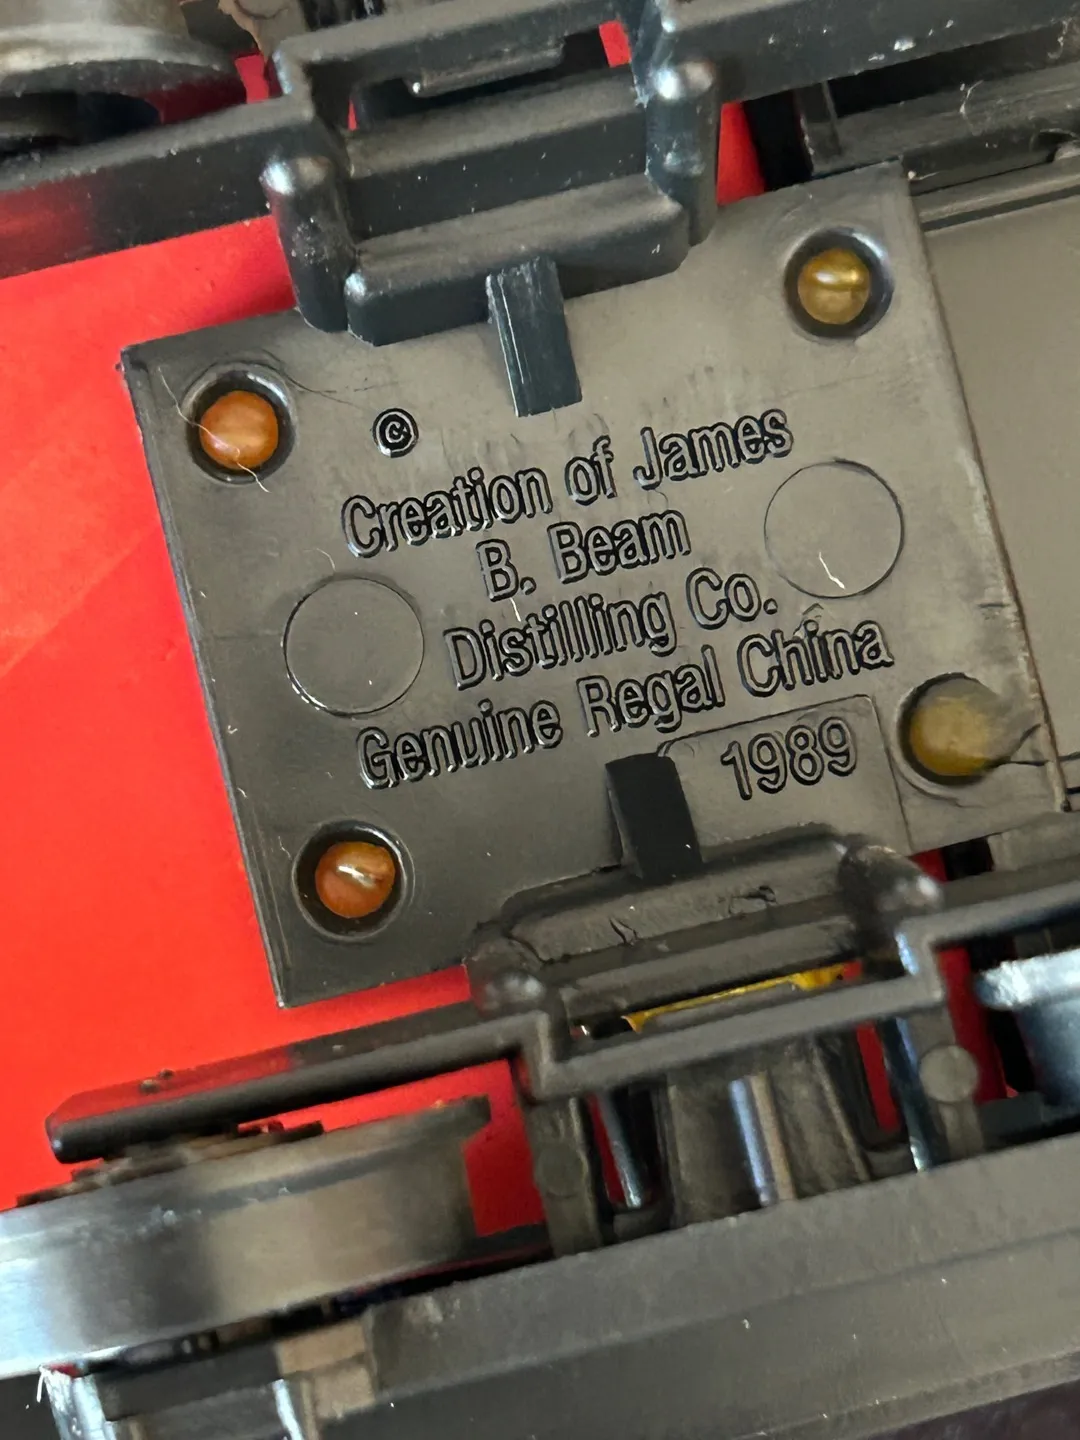 ©
Creation of James
B. Beam
Distilling Co.
Genuine Regal China
1989